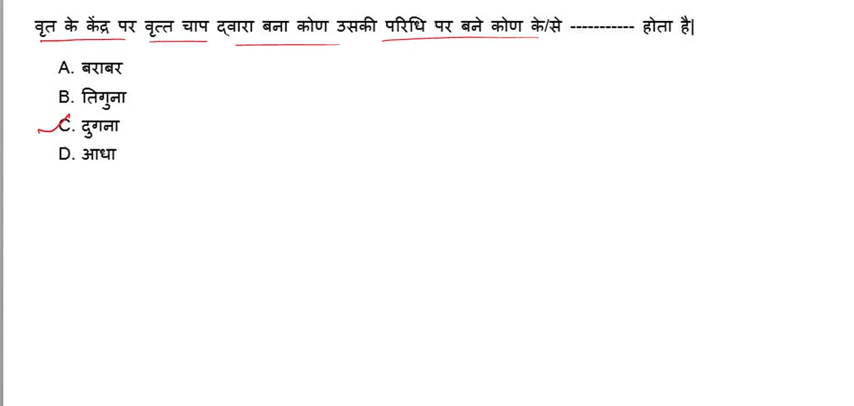 वृत के केंद्र पर वृत्त चाप द्वारा बना कोण उसकी परिधि पर बने कोण के/से ----------- होता है|
A. बराबर
B. तिगुना
C. दुगना
D. आधा